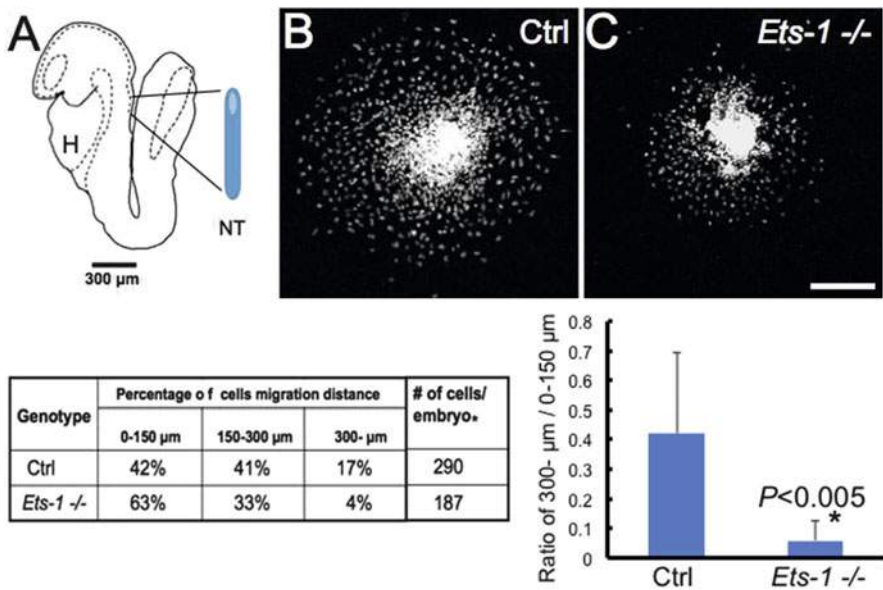 A
H
NT
300 µm
B Ctrl
C Ets-1 -/-
Genotype
Percentage o f cells migration distance
# of cells/
embryo*
0-150 µm 150-300 µm 300- µm
Ctrl 42% 41% 17% 290
Ets-1 -/- 63% 33% 4% 187
Ratio of 300- µm / 0-150 µm
0.8
0.7
0.6
0.5
0.4
0.3
0.2
0.1
0
P<0.005
*
Ctrl Ets-1 -/-